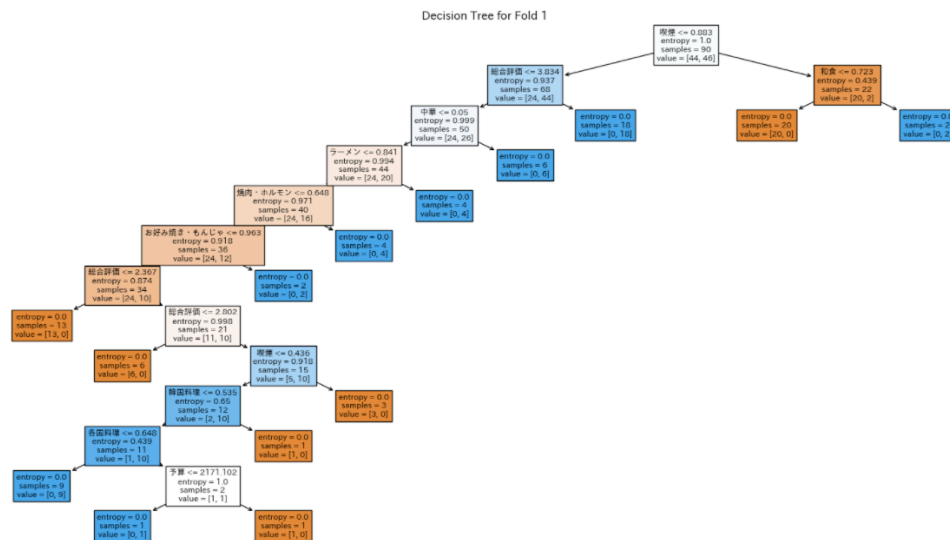 Decision Tree for Fold 1
喫煙 <= 0.883
entropy = 1.0
samples = 90
value = [44, 46]
総合評価 <= 3.834
entropy = 0.937
samples = 68
value = [24, 44]
和食 <= 0.723
entropy = 0.439
samples = 22
value = [20, 2]
中華 <= 0.05
entropy = 0.999
samples = 50
value = [24, 26]
entropy = 0.0
samples = 18
value = [0, 18]
entropy = 0.0
samples = 20
value = [20, 0]
entropy = 0.0
samples = 2
value = [0, 2]
ラーメン <= 0.841
entropy = 0.994
samples = 44
value = [24, 20]
entropy = 0.0
samples = 6
value = [0, 6]
焼肉・ホルモン <= 0.648
entropy = 0.971
samples = 40
value = [24, 16]
entropy = 0.0
samples = 4
value = [0, 4]
お好み焼き・もんじゃ <= 0.963
entropy = 0.918
samples = 36
value = [24, 12]
entropy = 0.0
samples = 4
value = [0, 4]
総合評価 <= 2.367
entropy = 0.874
samples = 34
value = [24, 10]
entropy = 0.0
samples = 2
value = [0, 2]
entropy = 0.0
samples = 13
value = [13, 0]
総合評価 <= 2.802
entropy = 0.998
samples = 21
value = [11, 10]
entropy = 0.0
samples = 6
value = [6, 0]
喫煙 <= 0.436
entropy = 0.918
samples = 15
value = [5, 10]
韓国料理 <= 0.535
entropy = 0.65
samples = 12
value = [2, 10]
entropy = 0.0
samples = 3
value = [3, 0]
各国料理 <= 0.648
entropy = 0.439
samples = 11
value = [1, 10]
entropy = 0.0
samples = 1
value = [1, 0]
entropy = 0.0
samples = 9
value = [0, 9]
予算 <= 2171.102
entropy = 1.0
samples = 2
value = [1, 1]
entropy = 0.0
samples = 1
value = [0, 1]
entropy = 0.0
samples = 1
value = [1, 0]